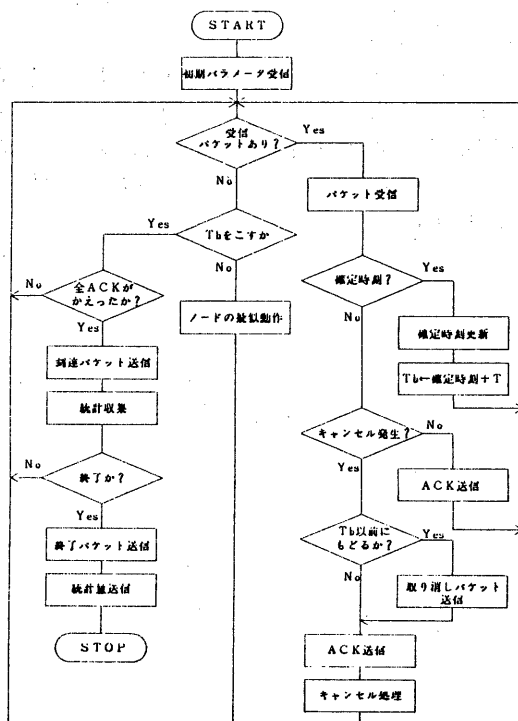 START
初期パラメータ受信
受信
パケットあり?
Yes
No
パケット受信
Tbをこすか
Yes
No
確定時刻?
Yes
No
全ACKが
かえったか?
No
Yes
ノードの擬似動作
確定時刻更新
Tb←確定時刻+T
到達パケット送信
統計収集
キャンセル発生?
No
Yes
ACK送信
終了か?
No
Yes
Tb以前に
もどるか?
Yes
No
終了パケット送信
取り消しパケット
送信
統計量送信
STOP
ACK送信
キャンセル処理